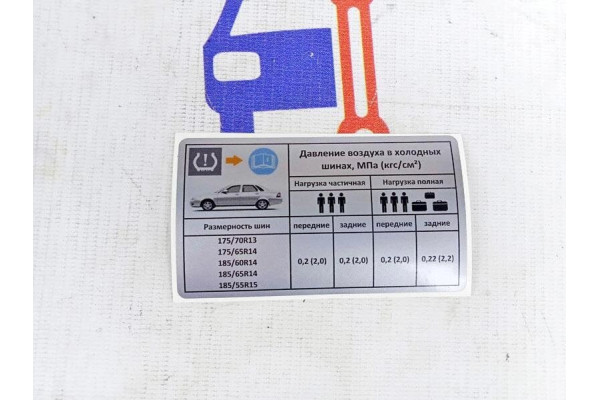 Давление воздуха в холодных
шинах, МПа (кгс/см²)
Нагрузка частичная Нагрузка полная
Размерность шин передние задние передние задние
175/70R13
175/65R14
185/60R14 0,2 (2,0) 0,2 (2,0) 0,2 (2,0) 0,22 (2,2)
185/65R14
185/55R15